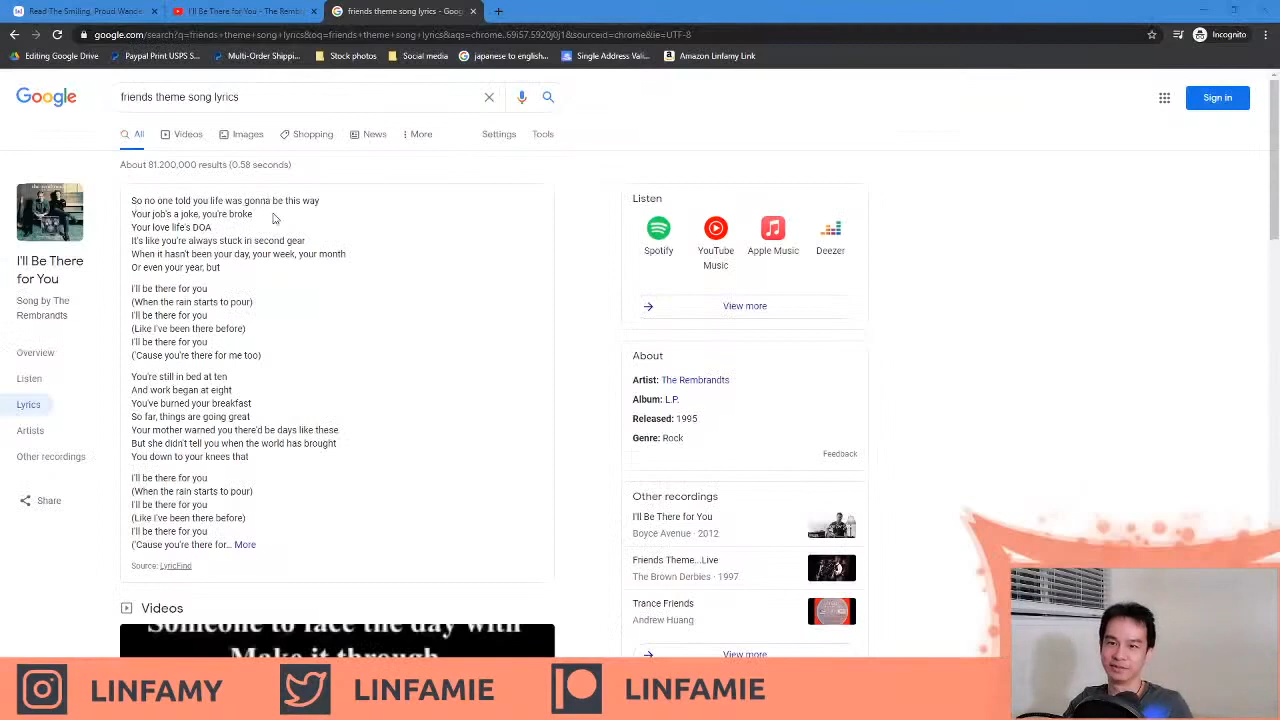 Read The Smiling, Proud Wande
I'll Be There for You - The Rembr
friends theme song lyrics - Goog
google.com/search?q=friends+theme+song+lyrics&oq=friends+theme+song+lyrics&aqs=chrome..69i57.5920j0j1&sourceid=chrome&ie=UTF-8
Incognito
Editing Google Drive
Paypal Print USPS S...
Multi-Order Shippi...
Stock photos
Social media
japanese to english...
Single Address Vali...
Amazon Linfamy Link
Google
friends theme song lyrics
Sign in
All
Videos
Images
Shopping
News
More
Settings
Tools
About 81,200,000 results (0.58 seconds)
I'll Be There
for You
Song by The
Rembrandts
Overview
Listen
Lyrics
Artists
Other recordings
Share
So no one told you life was gonna be this way
Your job's a joke, you're broke
Your love life's DOA
It's like you're always stuck in second gear
When it hasn't been your day, your week, your month
Or even your year, but
I'll be there for you
(When the rain starts to pour)
I'll be there for you
(Like I've been there before)
I'll be there for you
('Cause you're there for me too)
You're still in bed at ten
And work began at eight
You've burned your breakfast
So far, things are going great
Your mother warned you there'd be days like these
But she didn't tell you when the world has brought
You down to your knees that
I'll be there for you
(When the rain starts to pour)
I'll be there for you
(Like I've been there before)
I'll be there for you
('Cause you're there for... More
Source: LyricFind
Videos
Someone to face the day with
Make it through
Listen
Spotify
YouTube
Music
Apple Music
Deezer
View more
About
Artist: The Rembrandts
Album: L.P.
Released: 1995
Genre: Rock
Feedback
Other recordings
I'll Be There for You
Boyce Avenue · 2012
Friends Theme...Live
The Brown Derbies · 1997
Trance Friends
Andrew Huang
View more
LINFAMY
LINFAMIE
LINFAMIE